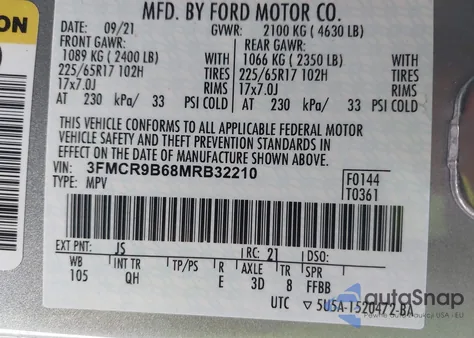 ON
MFD. BY FORD MOTOR CO.
DATE: 09/21 GVWR: 2100 KG (4630 LB)
FRONT GAWR: REAR GAWR:
1089 KG (2400 LB) WITH 1066 KG (2350 LB) WITH
225/65R17 102H TIRES 225/65R17 102H TIRES
17x7.0J RIMS 17x7.0J RIMS
AT 230 kPa/ 33 PSI COLD AT 230 kPa/ 33 PSI COLD
THIS VEHICLE CONFORMS TO ALL APPLICABLE FEDERAL MOTOR
VEHICLE SAFETY AND THEFT PREVENTION STANDARDS IN
EFFECT ON THE DATE OF MANUFACTURE SHOWN ABOVE.
VIN: 3FMCR9B68MRB32210
TYPE: MPV
F0144
T0361
EXT PNT: JS RC: 21 DSO:
WB INT TR TP/PS R AXLE TR SPR
105 QH E 3D 8 FFBB
UTC ▽ 5U5A-1520472-BA
autoSnap